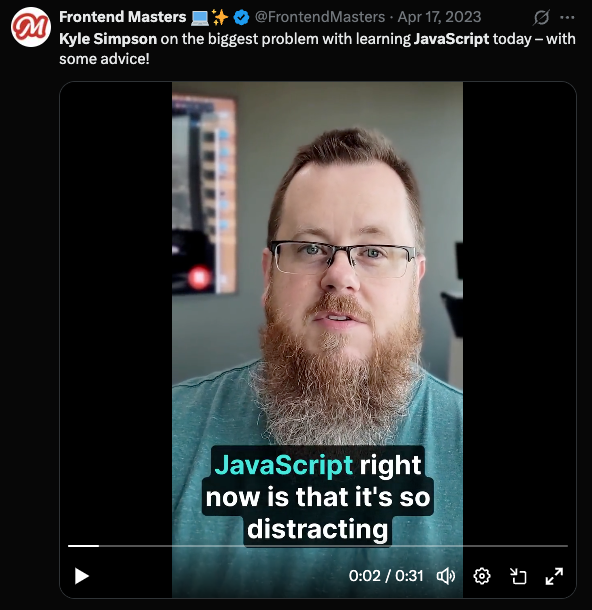 Frontend Masters 💻✨ @FrontendMasters · Apr 17, 2023
Kyle Simpson on the biggest problem with learning JavaScript today – with
some advice!
JavaScript right
now is that it's so
distracting
0:02 / 0:31